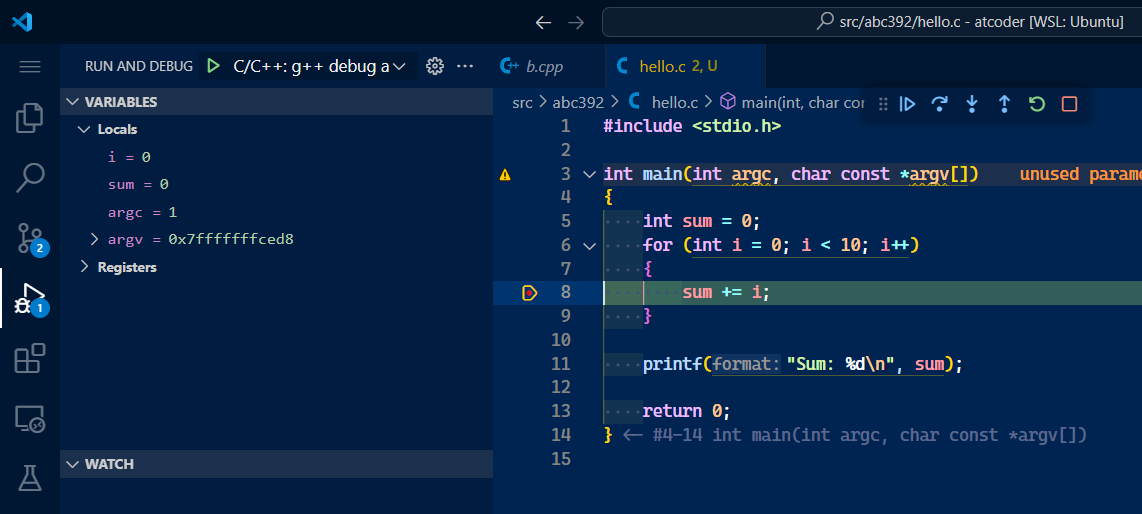 src/abc392/hello.c - atcoder [WSL: Ubuntu]
RUN AND DEBUG C/C++: g++ debug a
b.cpp
hello.c 2, U
VARIABLES
Locals
i = 0
sum = 0
argc = 1
argv = 0x7fffffffced8
Registers
WATCH
2
1
src > abc392 > hello.c > main(int, char cor
1 #include <stdio.h>
2
3 int main(int argc, char const *argv[]) unused parame
4 {
5 ····int sum = 0;
6 ····for (int i = 0; i < 10; i++)
7 ····{
8 ········sum += i;
9 ····}
10
11 ····printf(format: "Sum: %d\n", sum);
12
13 ····return 0;
14 } <- #4-14 int main(int argc, char const *argv[])
15